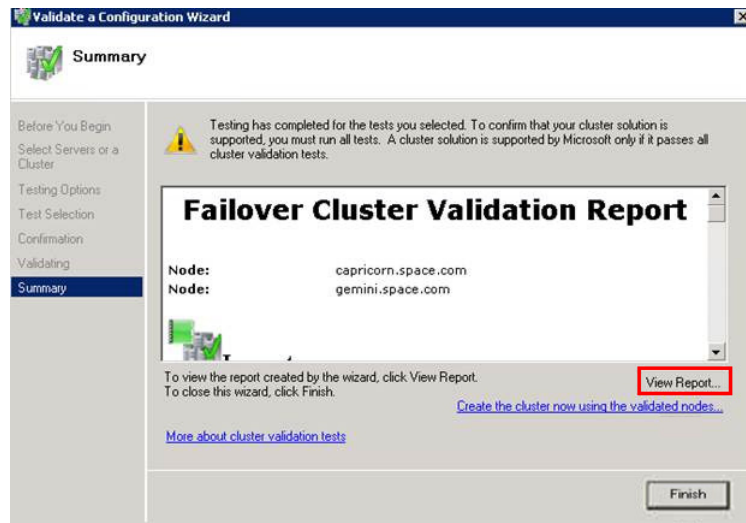 Validate a Configuration Wizard
Summary
Before You Begin
Select Servers or a
Cluster
Testing Options
Test Selection
Confirmation
Validating
Summary
Testing has completed for the tests you selected. To confirm that your cluster solution is
supported, you must run all tests. A cluster solution is supported by Microsoft only if it passes all
cluster validation tests.
Failover Cluster Validation Report
Node: capricorn.space.com
Node: gemini.space.com
To view the report created by the wizard, click View Report.
To close this wizard, click Finish.
View Report...
Create the cluster now using the validated nodes...
More about cluster validation tests
Finish